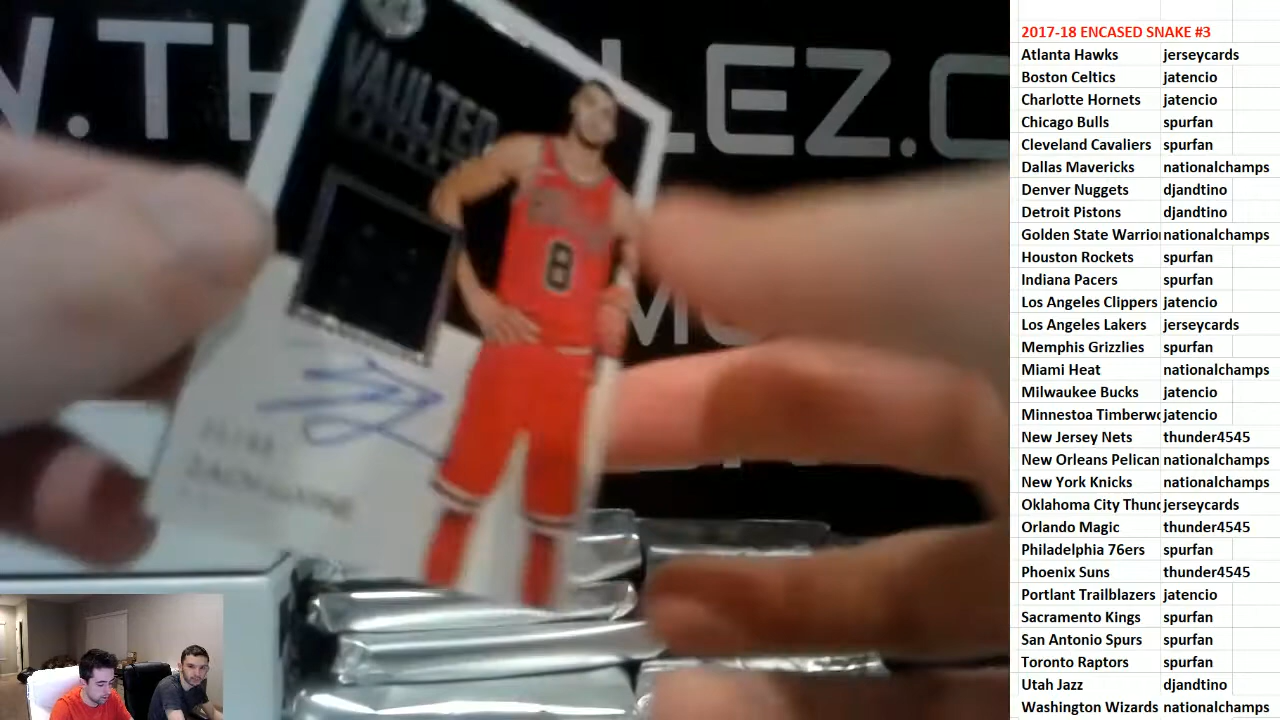 VAULTED
8
2017-18 ENCASED SNAKE #3
Atlanta Hawks jerseycards
Boston Celtics jatencio
Charlotte Hornets jatencio
Chicago Bulls spurfan
Cleveland Cavaliers spurfan
Dallas Mavericks nationalchamps
Denver Nuggets djandtino
Detroit Pistons djandtino
Golden State Warrio nationalchamps
Houston Rockets spurfan
Indiana Pacers spurfan
Los Angeles Clippers jatencio
Los Angeles Lakers jerseycards
Memphis Grizzlies spurfan
Miami Heat nationalchamps
Milwaukee Bucks jatencio
Minnestoa Timberwo jatencio
New Jersey Nets thunder4545
New Orleans Pelican nationalchamps
New York Knicks nationalchamps
Oklahoma City Thund jerseycards
Orlando Magic thunder4545
Philadelphia 76ers spurfan
Phoenix Suns thunder4545
Portlant Trailblazers jatencio
Sacramento Kings spurfan
San Antonio Spurs spurfan
Toronto Raptors spurfan
Utah Jazz djandtino
Washington Wizards nationalchamps